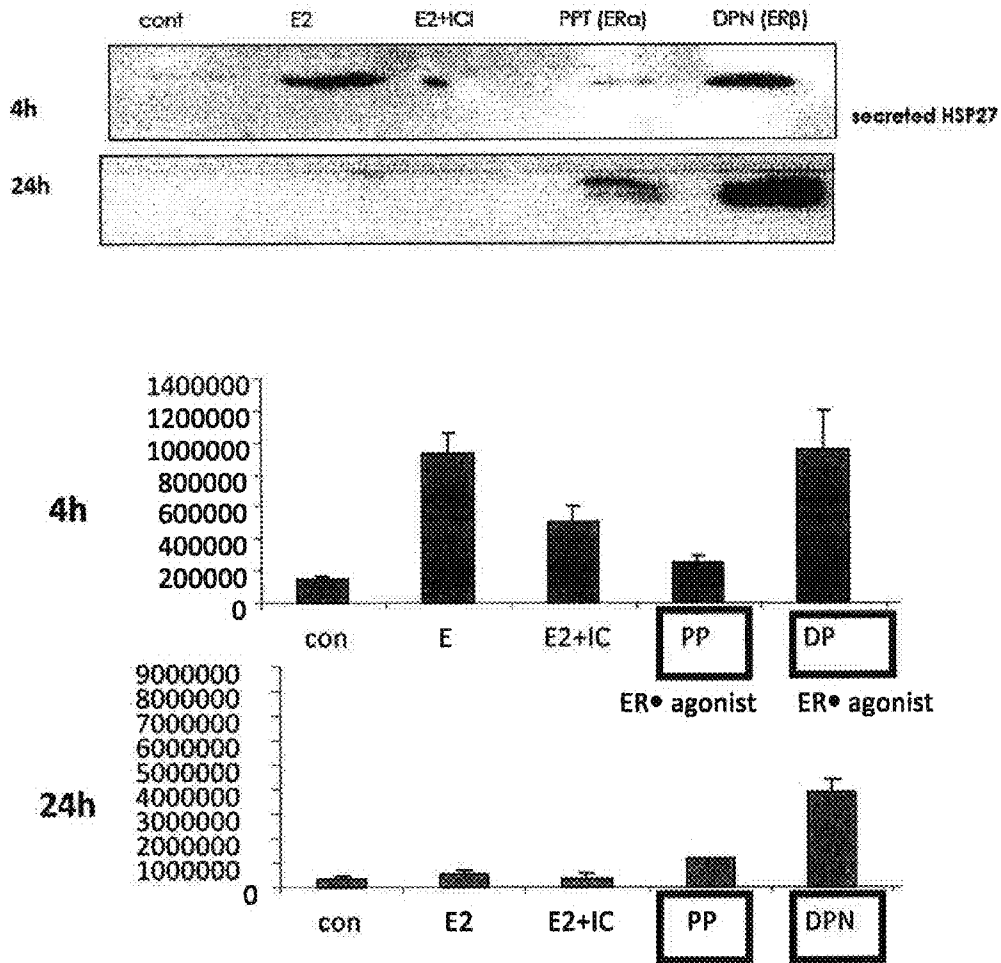 cont E2 E2+ICI PPT (ERα) DPN (ERβ)
4h
secreted HSP27
24h
1400000
1200000
1000000
800000
600000
400000
200000
0
4h
con E E2+IC PP DP
ER• agonist ER• agonist
9000000
8000000
7000000
6000000
5000000
4000000
3000000
2000000
1000000
0
24h
con E2 E2+IC PP DPN